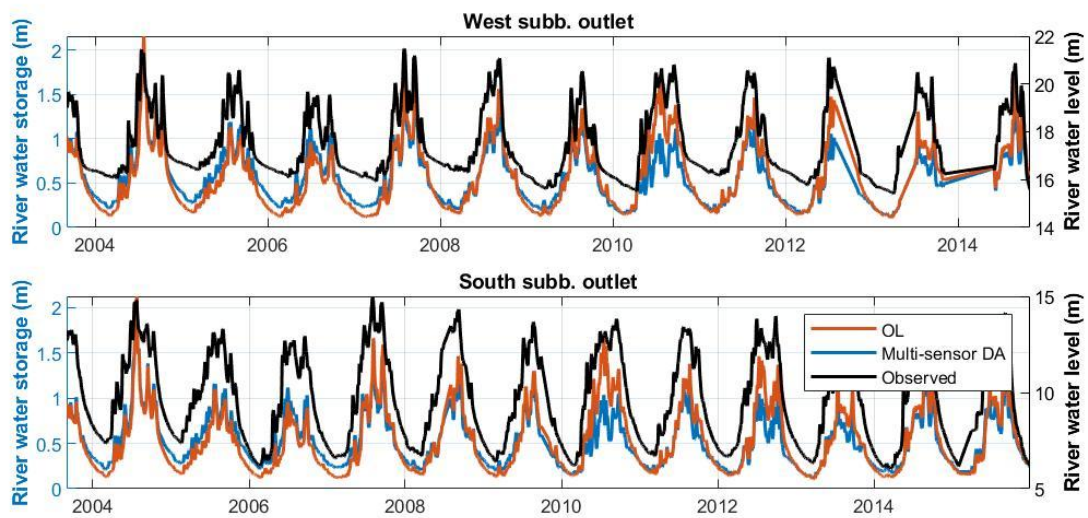 West subb. outlet
River water storage (m)
2
1.5
1
0.5
0
22
20
18
16
14
River water level (m)
2004 2006 2008 2010 2012 2014
South subb. outlet
River water storage (m)
2
1.5
1
0.5
0
15
10
5
River water level (m)
OL
Multi-sensor DA
Observed
2004 2006 2008 2010 2012 2014